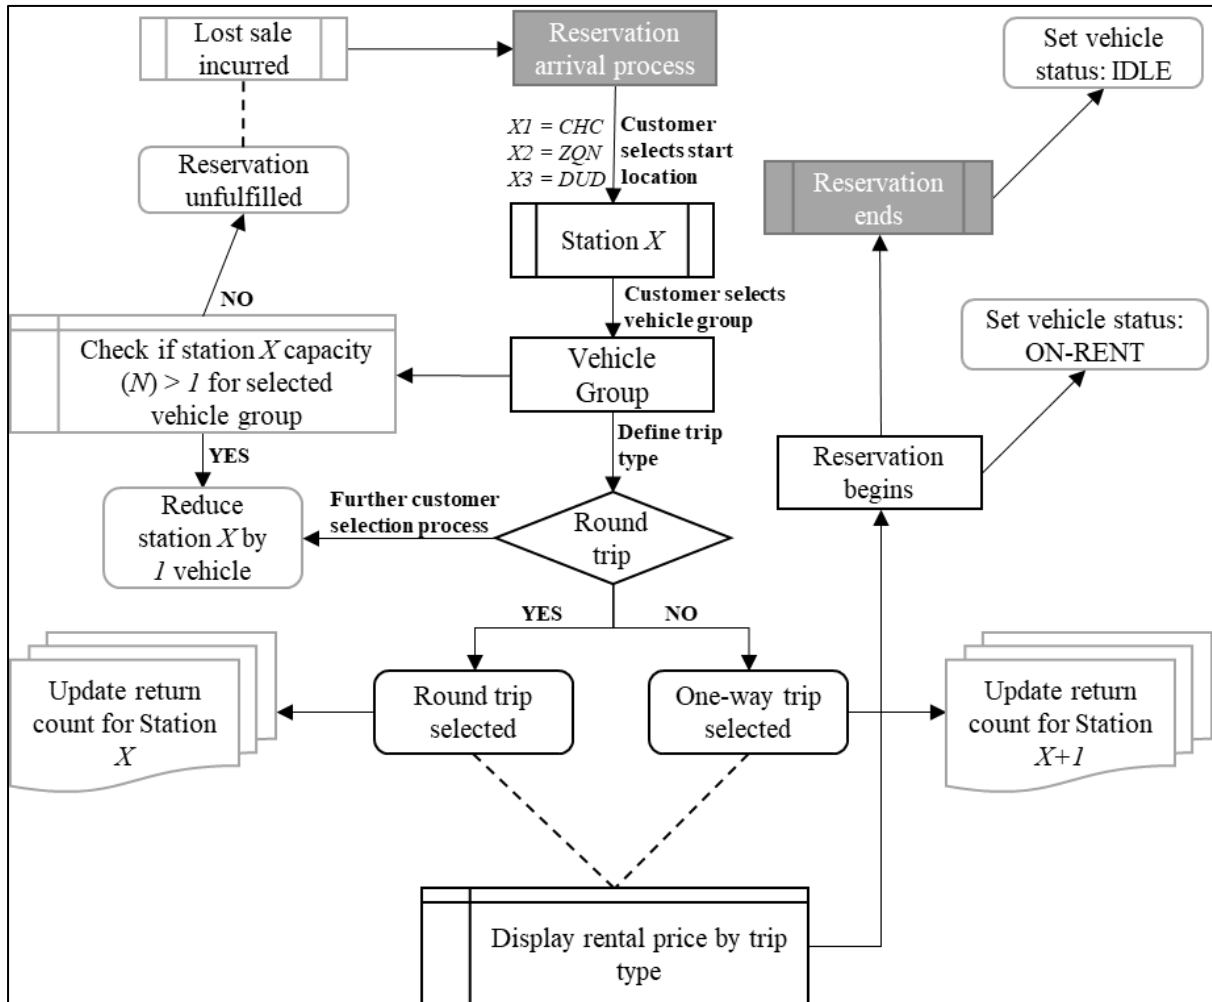 Lost sale
incurred
Reservation
arrival process
Set vehicle
status: IDLE
X1 = CHC
X2 = ZQN
X3 = DUD
Customer
selects start
location
Reservation
unfulfilled
Reservation
ends
Station X
NO
Customer selects
vehicle group
Set vehicle status:
ON-RENT
Check if station X capacity
(N) > 1 for selected
vehicle group
Vehicle
Group
YES
Define trip
type
Reservation
begins
Reduce
station X by
1 vehicle
Further customer
selection process
Round
trip
YES
NO
Update return
count for Station
X
Round trip
selected
One-way trip
selected
Update return
count for Station
X+1
Display rental price by trip
type